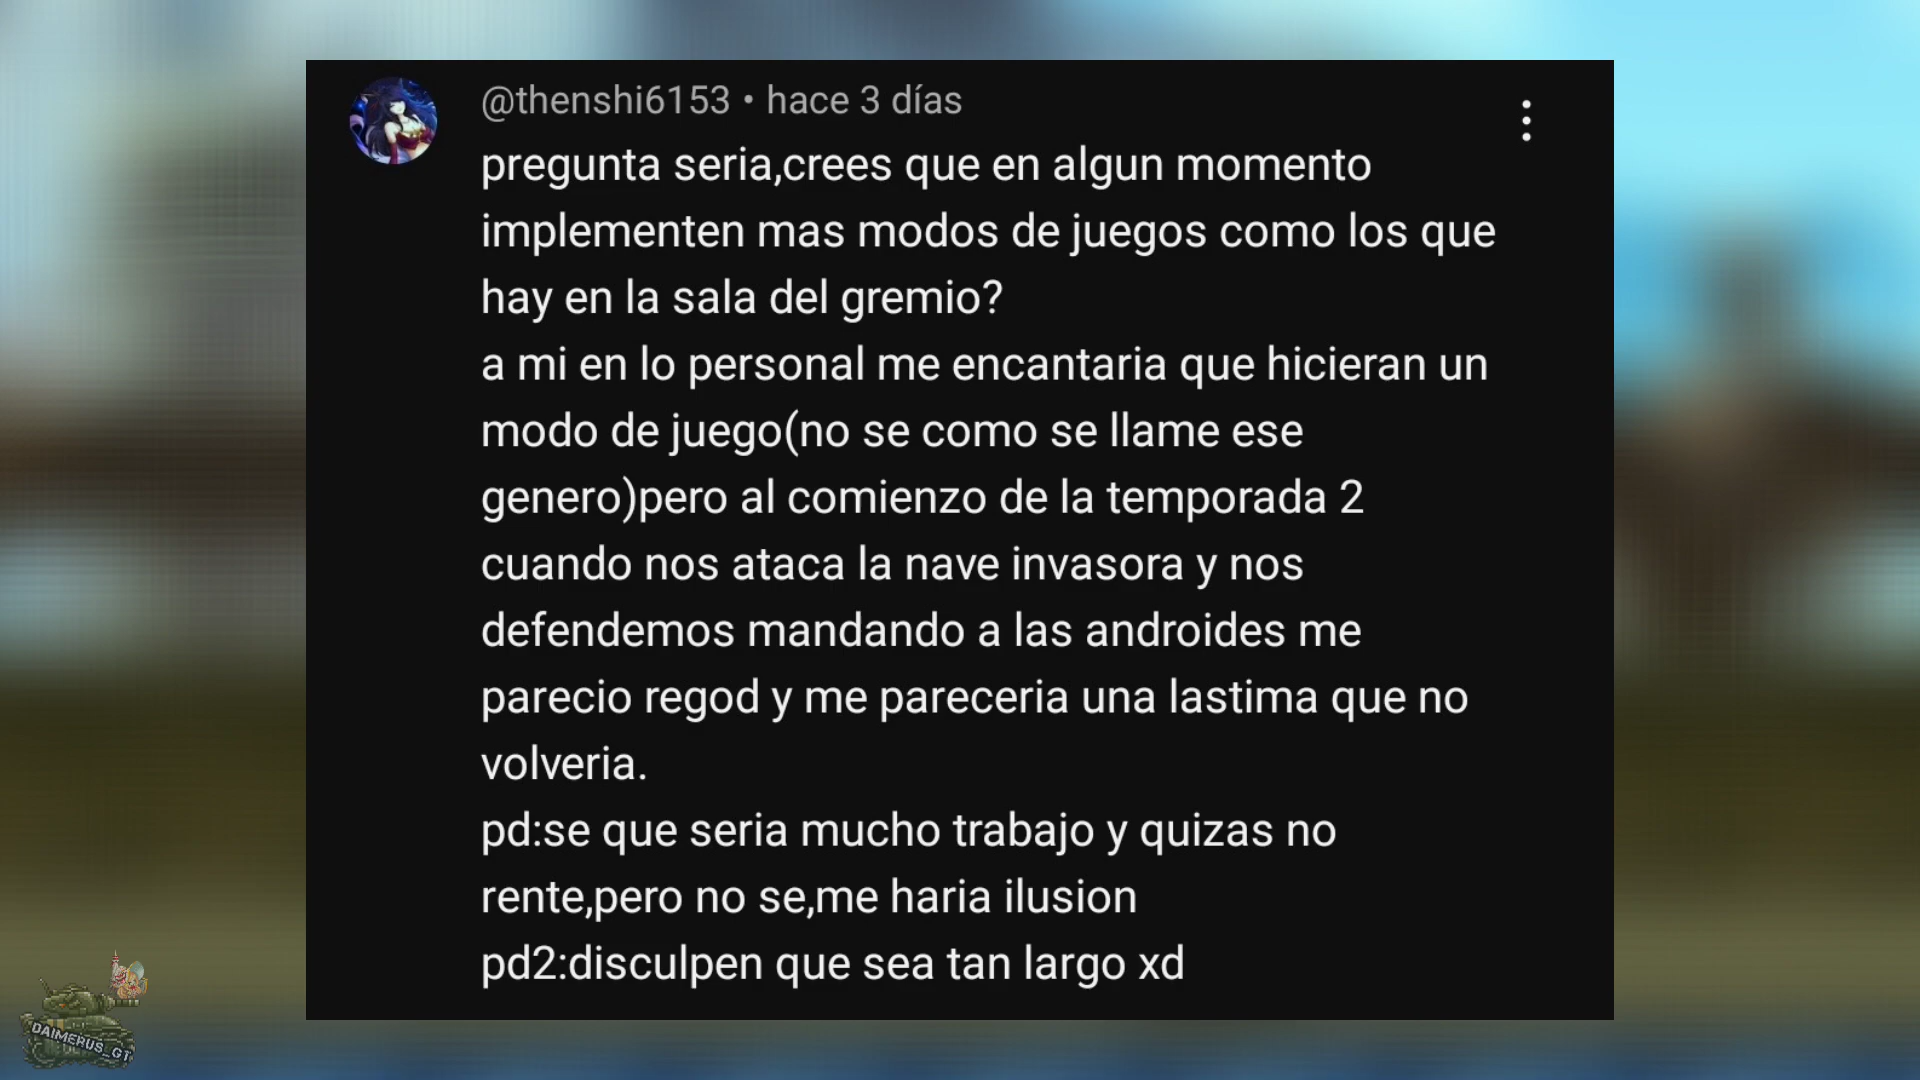 @thenshi6153 • hace 3 días
pregunta seria,crees que en algun momento
implementen mas modos de juegos como los que
hay en la sala del gremio?
a mi en lo personal me encantaria que hicieran un
modo de juego(no se como se llame ese
genero)pero al comienzo de la temporada 2
cuando nos ataca la nave invasora y nos
defendemos mandando a las androides me
parecio regod y me pareceria una lastima que no
volveria.
pd:se que seria mucho trabajo y quizas no
rente,pero no se,me haria ilusion
pd2:disculpen que sea tan largo xd
DAIMERUS_GT